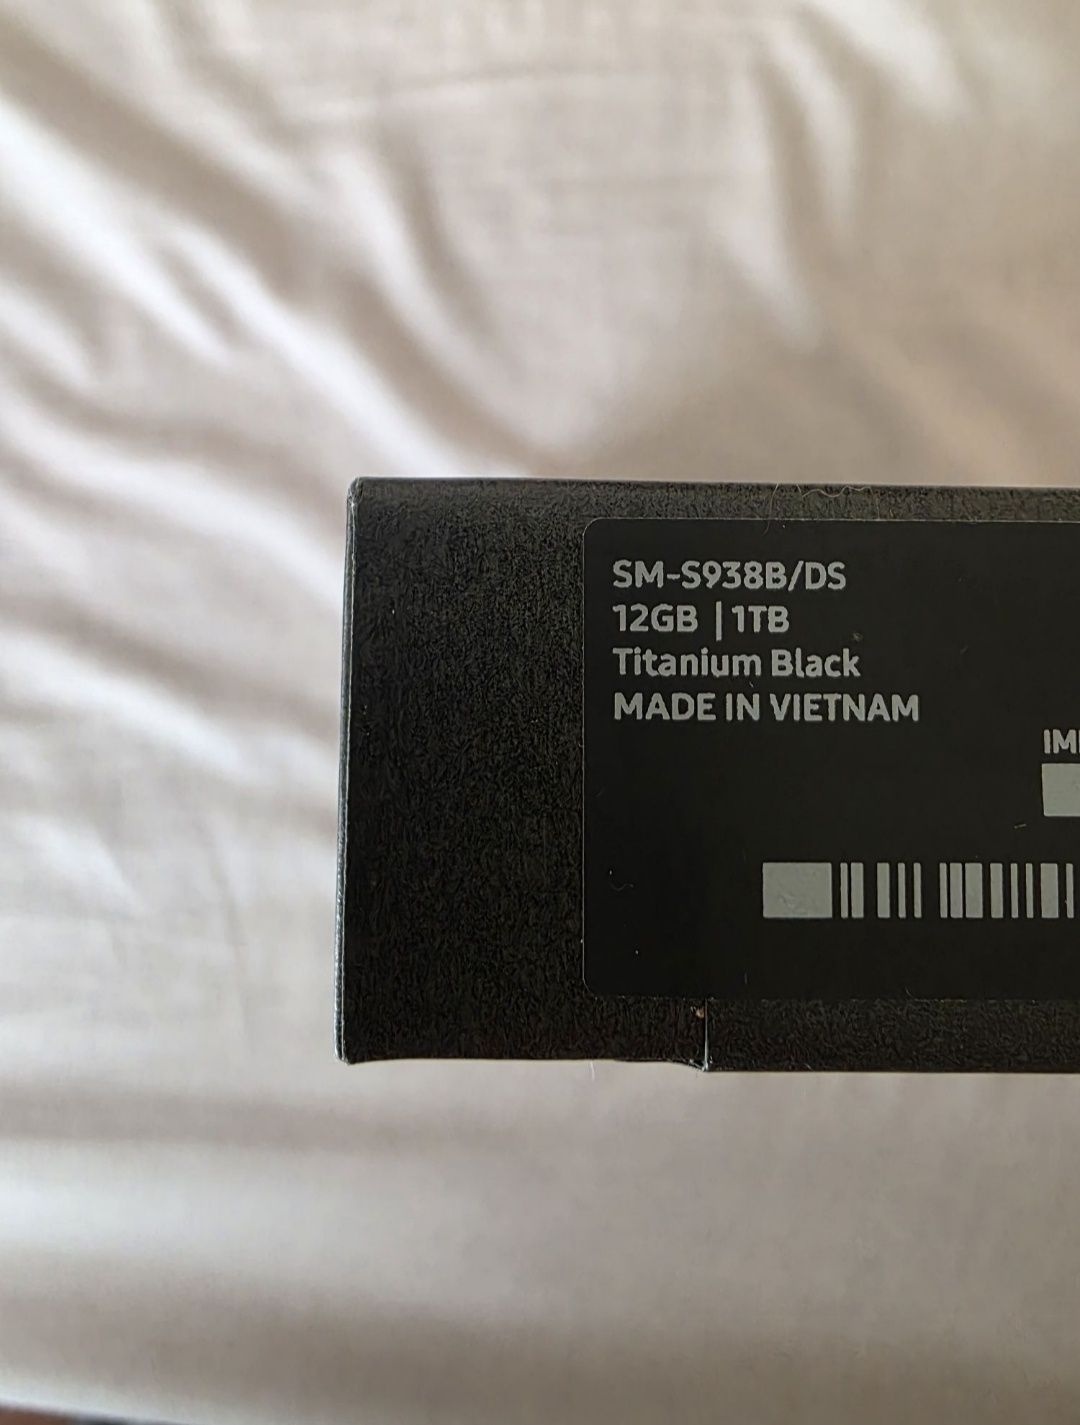 SM-S938B/DS
12GB | 1TB
Titanium Black
MADE IN VIETNAM